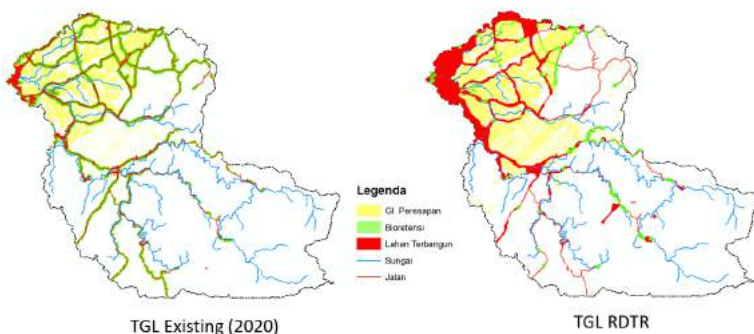 Legenda
GI Peresapan
Bioretensi
Lahan Terbangun
Sungai
Jalan
TGL Existing (2020)
TGL RDTR